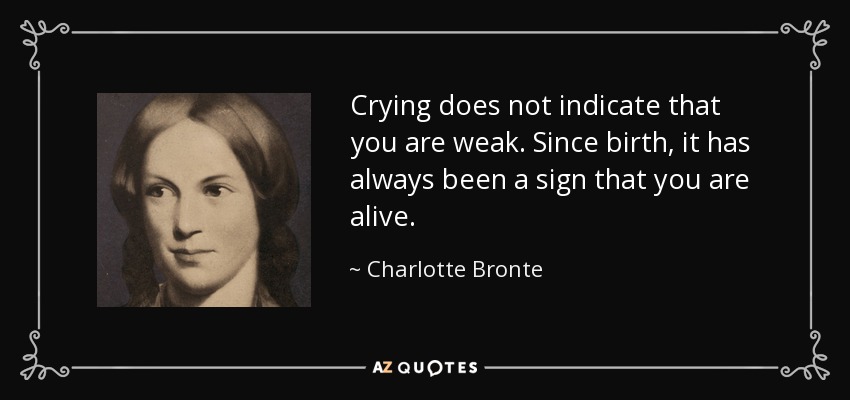 Crying does not indicate that
you are weak. Since birth, it has
always been a sign that you are
alive.
~ Charlotte Bronte
AZ QUOTES